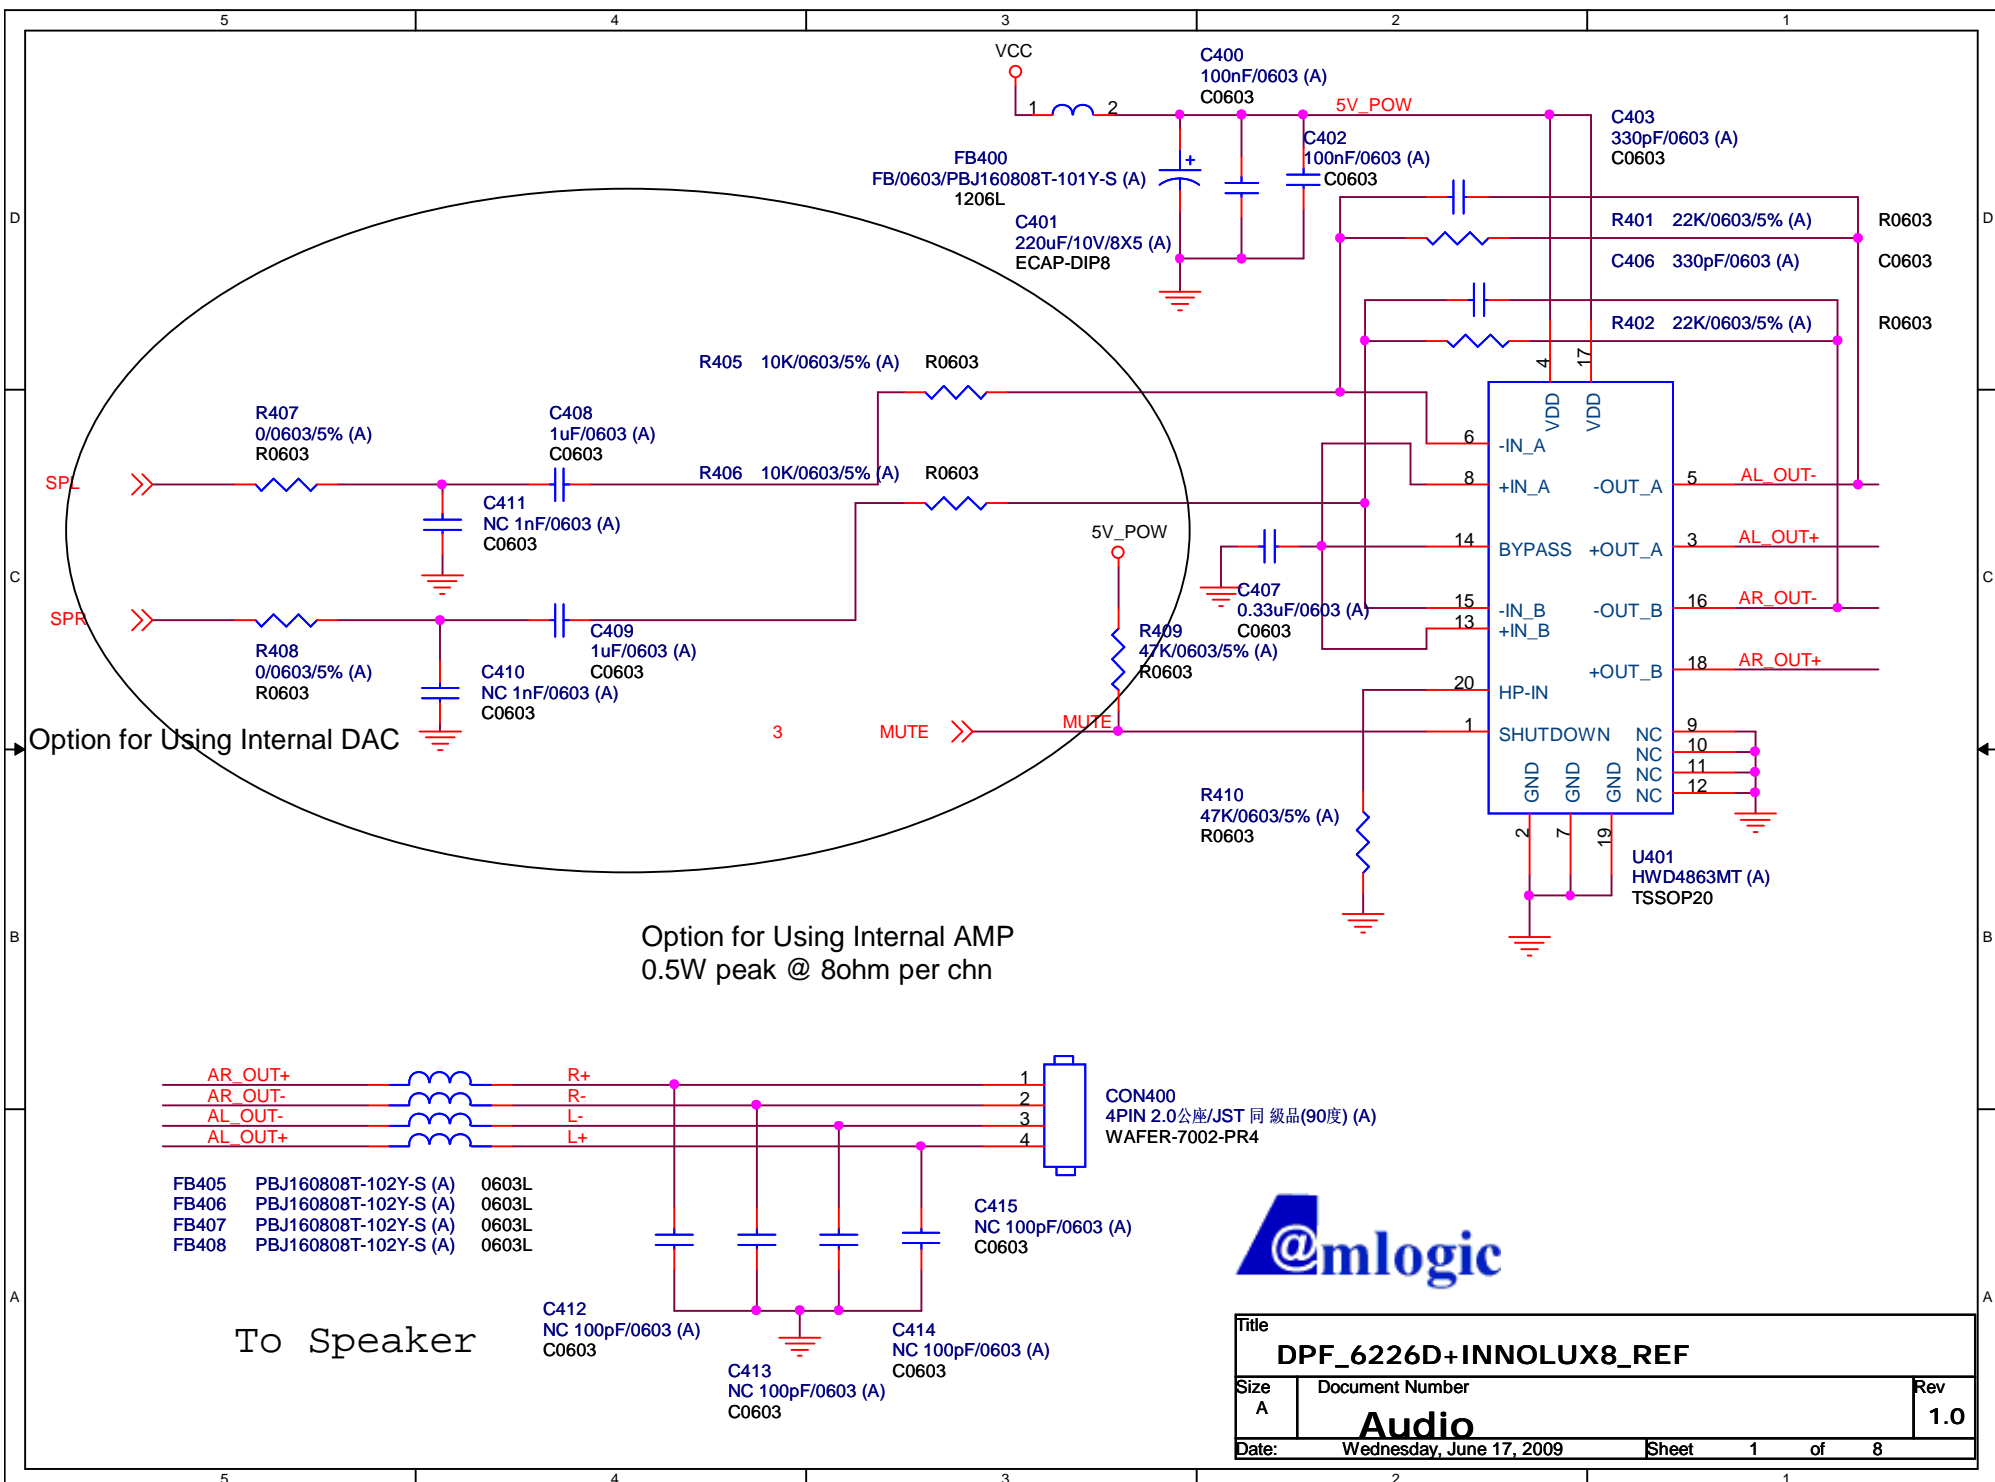 5 4 3 2 1
D
C
B
A
D
C
B
A
VCC
1
2
FB400
FB/0603/PBJ160808T-101Y-S (A)
1206L
C400
100nF/0603 (A)
C0603
C401
220uF/10V/8X5 (A)
ECAP-DIP8
C402
100nF/0603 (A)
C0603
5V_POW
C403
330pF/0603 (A)
C0603
R401 22K/0603/5% (A) R0603
C406 330pF/0603 (A) C0603
R402 22K/0603/5% (A) R0603
R405 10K/0603/5% (A) R0603
R407
0/0603/5% (A)
R0603
C408
1uF/0603 (A)
C0603
R406 10K/0603/5% (A) R0603
SPL
C411
NC 1nF/0603 (A)
C0603
SPR
R408
0/0603/5% (A)
R0603
C409
1uF/0603 (A)
C0603
C410
NC 1nF/0603 (A)
C0603
Option for Using Internal DAC
5V_POW
R409
47K/0603/5% (A)
R0603
3 MUTE MUTE
C407
0.33uF/0603 (A)
C0603
R410
47K/0603/5% (A)
R0603
4 VDD
17 VDD
6 -IN_A
8 +IN_A
14 BYPASS
15 -IN_B
13 +IN_B
20 HP-IN
1 SHUTDOWN
-OUT_A 5 AL_OUT-
+OUT_A 3 AL_OUT+
-OUT_B 16 AR_OUT-
+OUT_B 18 AR_OUT+
NC 9
NC 10
NC 11
NC 12
GND 2
GND 7
GND 19
U401
HWD4863MT (A)
TSSOP20
Option for Using Internal AMP
0.5W peak @ 8ohm per chn
AR_OUT+ R+ 1
AR_OUT- R- 2
AL_OUT- L- 3
AL_OUT+ L+ 4
CON400
4PIN 2.0公座/JST 同 級品(90度) (A)
WAFER-7002-PR4
FB405 PBJ160808T-102Y-S (A) 0603L
FB406 PBJ160808T-102Y-S (A) 0603L
FB407 PBJ160808T-102Y-S (A) 0603L
FB408 PBJ160808T-102Y-S (A) 0603L
C415
NC 100pF/0603 (A)
C0603
C412
NC 100pF/0603 (A)
C0603
C414
NC 100pF/0603 (A)
C0603
C413
NC 100pF/0603 (A)
C0603
To Speaker
@mlogic
Title
DPF_6226D+INNOLUX8_REF
Size Document Number Rev
A Audio 1.0
Date: Wednesday, June 17, 2009 Sheet 1 of 8
5 4 3 2 1